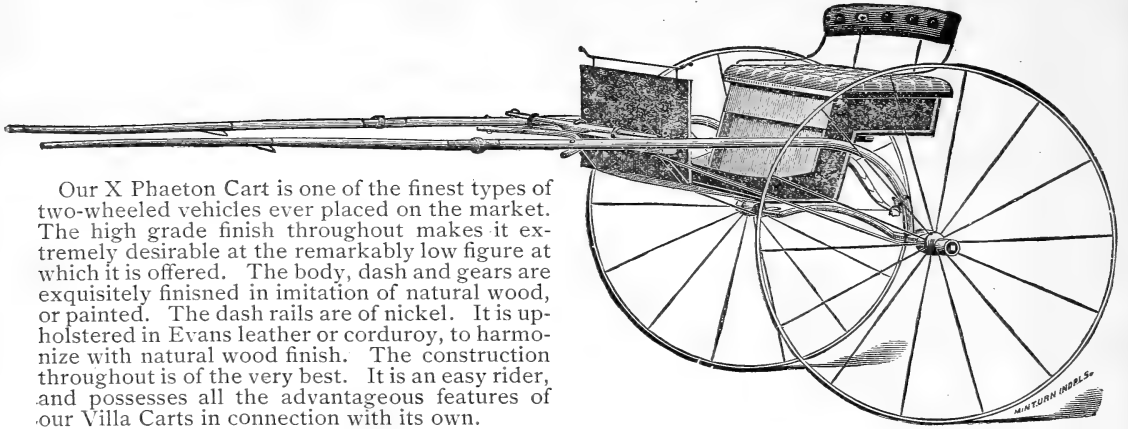 Our X Phaeton Cart is one of the finest types of
two-wheeled vehicles ever placed on the market.
The high grade finish throughout makes it ex-
tremely desirable at the remarkably low figure at
which it is offered. The body, dash and gears are
exquisitely finisned in imitation of natural wood,
or painted. The dash rails are of nickel. It is up-
holstered in Evans leather or corduroy, to harmo-
nize with natural wood finish. The construction
throughout is of the very best. It is an easy rider,
and possesses all the advantageous features of
our Villa Carts in connection with its own.
MINTURN INDPLS.